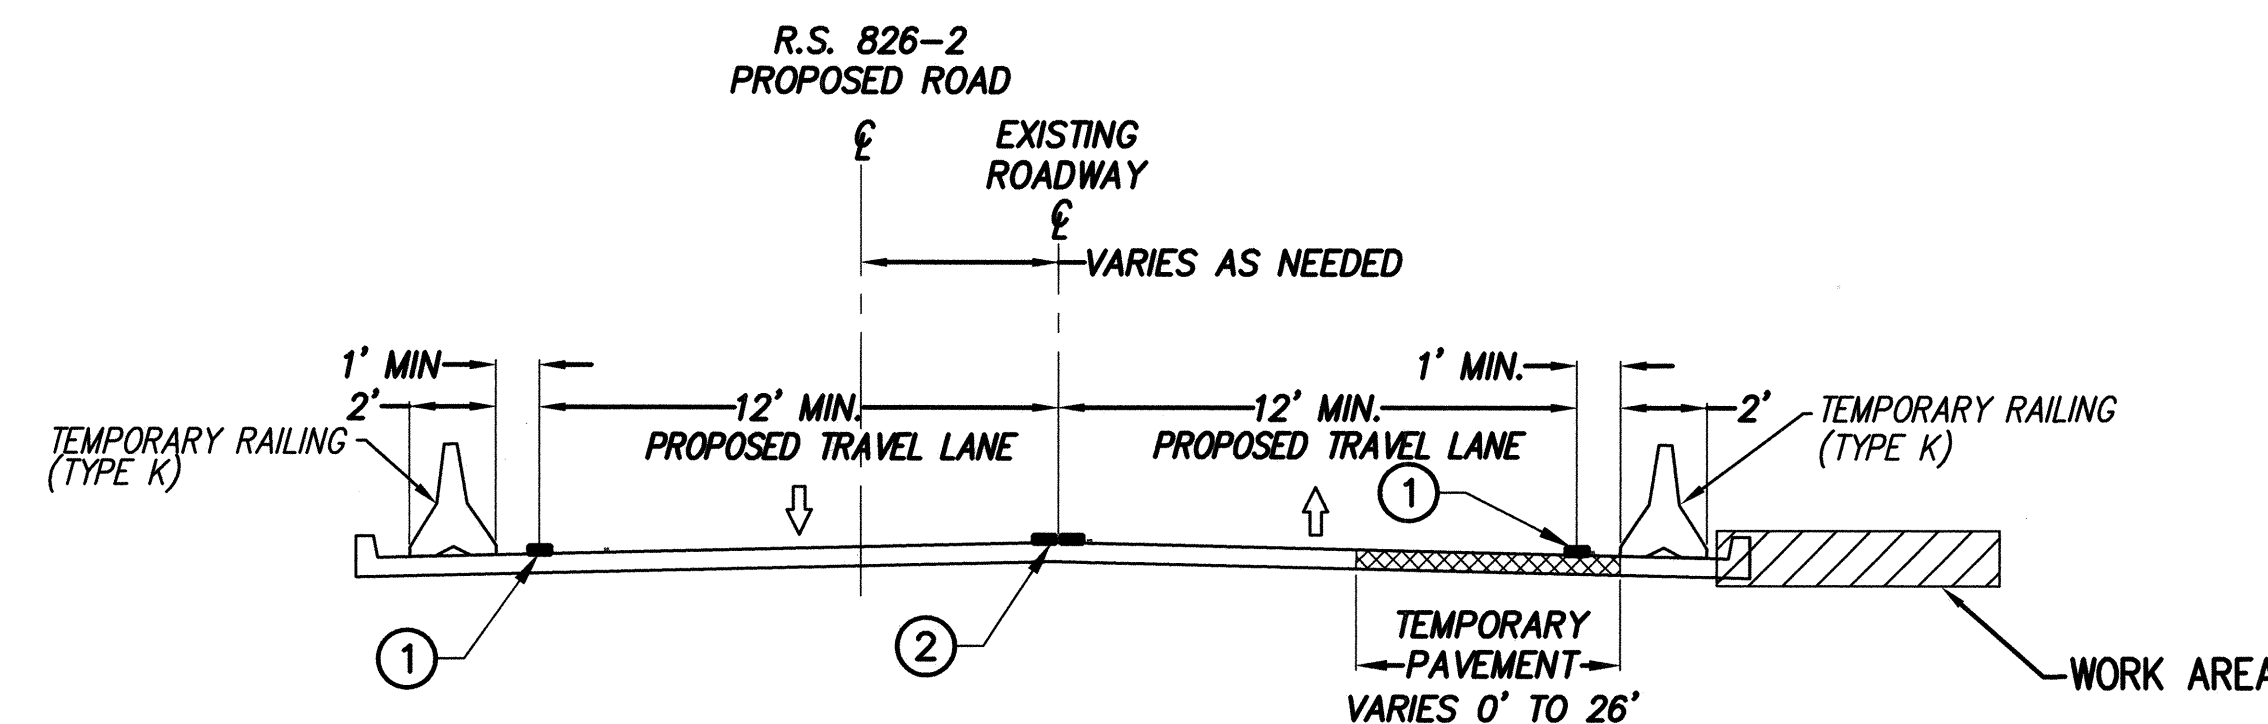 R.S. 826-2
PROPOSED ROAD
℄
EXISTING
ROADWAY
℄
VARIES AS NEEDED
1' MIN
1' MIN.
2'
12' MIN.
12' MIN.
2'
TEMPORARY RAILING
(TYPE K)
PROPOSED TRAVEL LANE
PROPOSED TRAVEL LANE
TEMPORARY RAILING
(TYPE K)
1
1
2
TEMPORARY
PAVEMENT
VARIES 0' TO 26'
WORK AREA